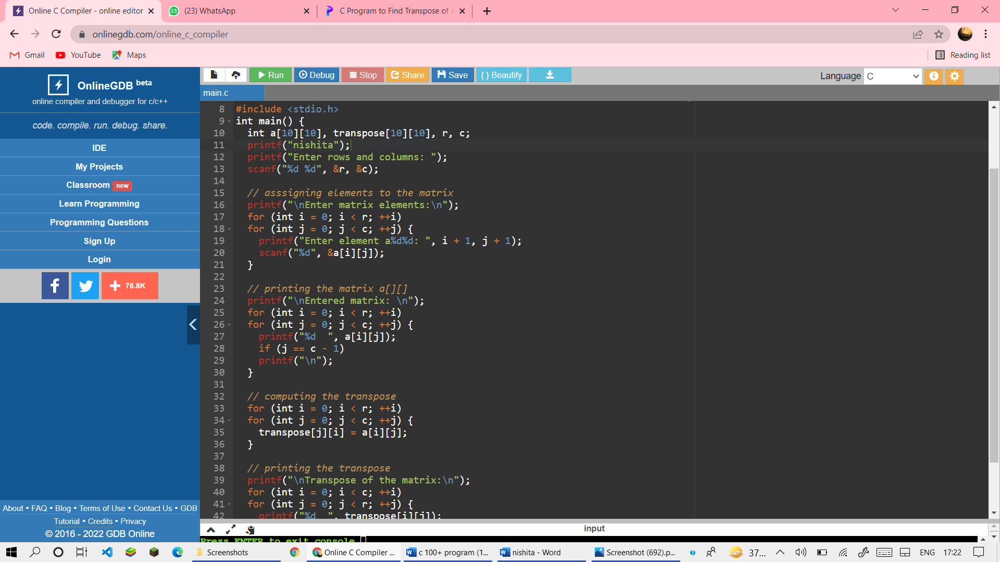 Online C Compiler - online editor
(23) WhatsApp
C Program to Find Transpose of a
onlinegdb.com/online_c_compiler
Gmail YouTube Maps Reading list
OnlineGDB beta
online compiler and debugger for c/c++
code. compile. run. debug. share.
IDE
My Projects
Classroom new
Learn Programming
Programming Questions
Sign Up
Login
76.8K
About • FAQ • Blog • Terms of Use • Contact Us • GDB
Tutorial • Credits • Privacy
© 2016 - 2022 GDB Online
Run Debug Stop Share Save { } Beautify Language C
main.c
8 #include <stdio.h>
9 int main() {
10 int a[10][10], transpose[10][10], r, c;
11 printf("nishita");
12 printf("Enter rows and columns: ");
13 scanf("%d %d", &r, &c);
14
15 // asssigning elements to the matrix
16 printf("\nEnter matrix elements:\n");
17 for (int i = 0; i < r; ++i)
18 for (int j = 0; j < c; ++j) {
19 printf("Enter element a%d%d: ", i + 1, j + 1);
20 scanf("%d", &a[i][j]);
21 }
22
23 // printing the matrix a[][]
24 printf("\nEntered matrix: \n");
25 for (int i = 0; i < r; ++i)
26 for (int j = 0; j < c; ++j) {
27 printf("%d  ", a[i][j]);
28 if (j == c - 1)
29 printf("\n");
30 }
31
32 // computing the transpose
33 for (int i = 0; i < r; ++i)
34 for (int j = 0; j < c; ++j) {
35 transpose[j][i] = a[i][j];
36 }
37
38 // printing the transpose
39 printf("\nTranspose of the matrix:\n");
40 for (int i = 0; i < c; ++i)
41 for (int j = 0; j < r; ++j) {
42 printf("%d  ", transpose[i][j]);
input
Press ENTER to exit console.
Screenshots
Online C Compiler ...
c 100+ program (1...
nishita - Word
Screenshot (692).p...
37... ENG 17:22